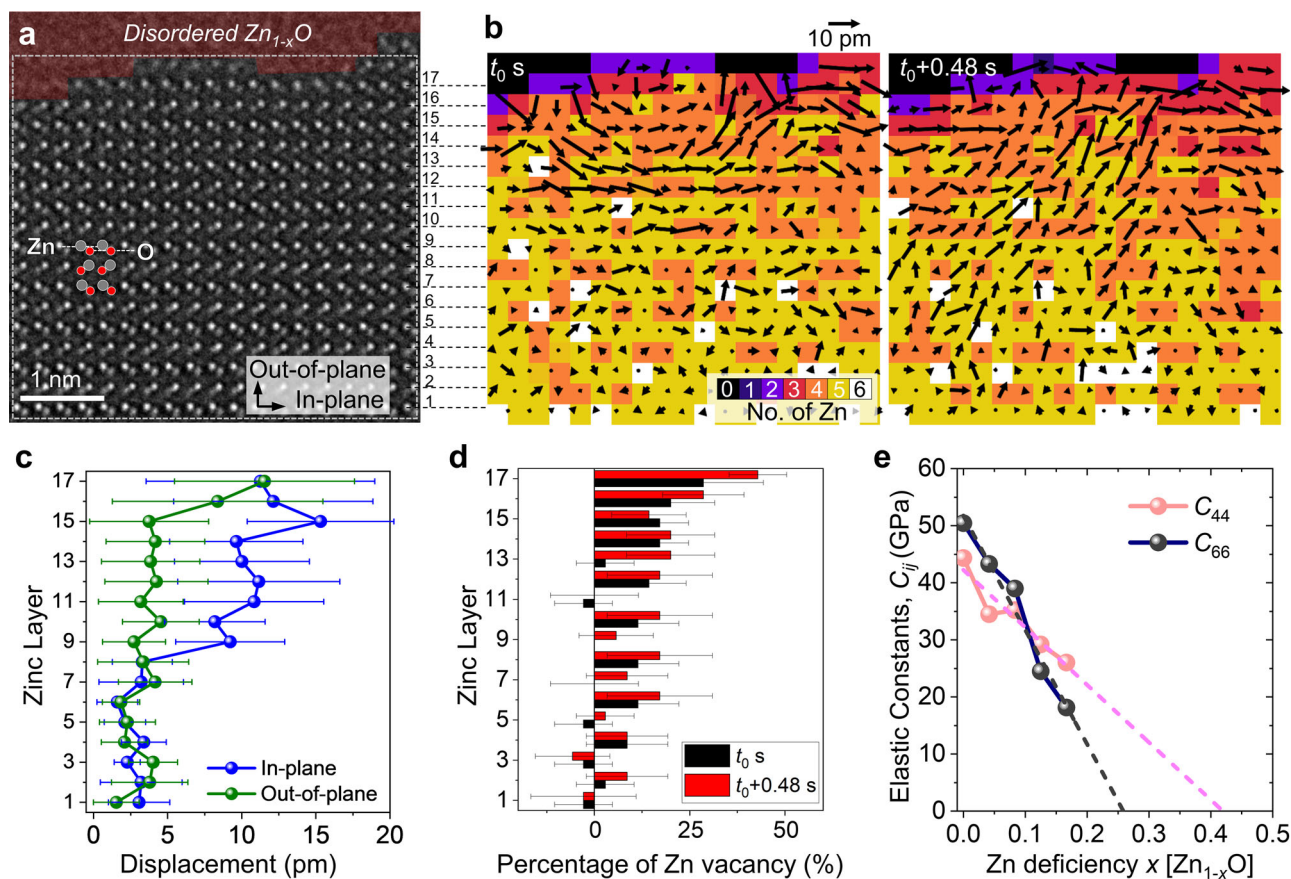 a
Disordered Zn1-xO
17
16
15
14
13
12
11
10
9
8
7
6
5
4
3
2
1
Zn
O
1 nm
Out-of-plane
In-plane
b
10 pm
t0 s
t0+0.48 s
0 1 2 3 4 5 6
No. of Zn
c
17
15
13
11
9
7
5
3
1
Zinc Layer
In-plane
Out-of-plane
0 5 10 15 20
Displacement (pm)
d
17
15
13
11
9
7
5
3
1
Zinc Layer
t0 s
t0+0.48 s
0 25 50
Percentage of Zn vacancy (%)
e
60
50
40
30
20
10
0
Elastic Constants, Cij (GPa)
C44
C66
0.0 0.1 0.2 0.3 0.4 0.5
Zn deficiency x [Zn1-xO]